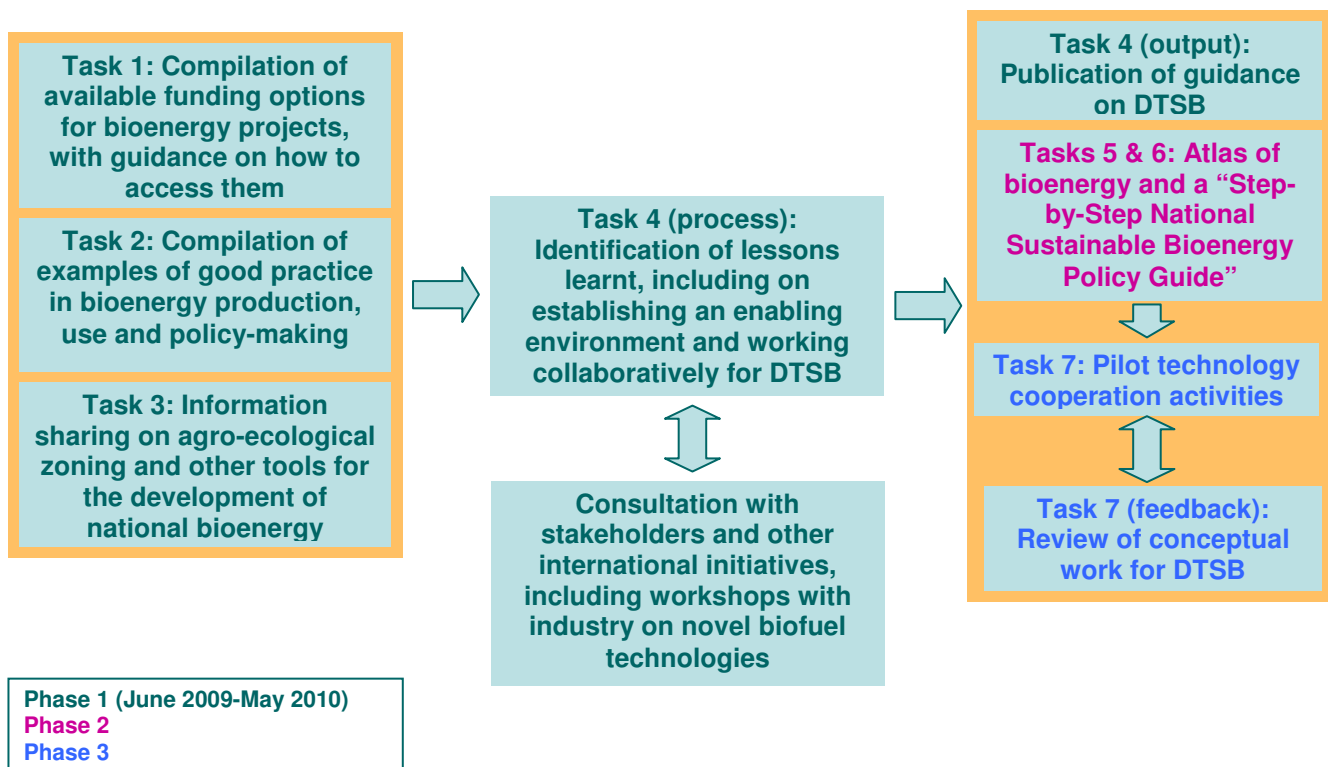 Task 1: Compilation of
available funding options
for bioenergy projects,
with guidance on how to
access them
Task 2: Compilation of
examples of good practice
in bioenergy production,
use and policy-making
Task 3: Information
sharing on agro-ecological
zoning and other tools for
the development of
national bioenergy
Task 4 (process):
Identification of lessons
learnt, including on
establishing an enabling
environment and working
collaboratively for DTSB
Consultation with
stakeholders and other
international initiatives,
including workshops with
industry on novel biofuel
technologies
Task 4 (output):
Publication of guidance
on DTSB
Tasks 5 & 6: Atlas of
bioenergy and a “Step-
by-Step National
Sustainable Bioenergy
Policy Guide”
Task 7: Pilot technology
cooperation activities
Task 7 (feedback):
Review of conceptual
work for DTSB
Phase 1 (June 2009-May 2010)
Phase 2
Phase 3